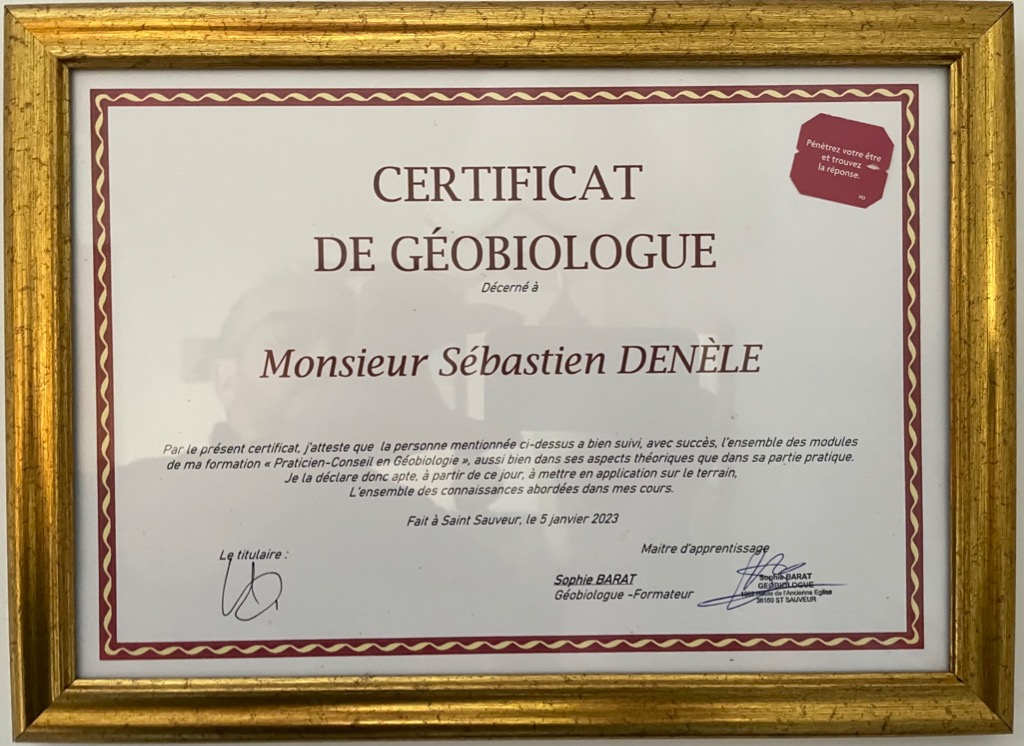 CERTIFICAT
DE GÉOBIOLOGUE
Décerné à
Pénétrez votre être
et trouvez
la réponse.
Monsieur Sébastien DENÈLE
Par le présent certificat, j'atteste que la personne mentionnée ci-dessus a bien suivi, avec succès, l'ensemble des modules
de ma formation « Praticien-Conseil en Géobiologie », aussi bien dans ses aspects théoriques que dans sa partie pratique.
Je la déclare donc apte, à partir de ce jour, à mettre en application sur le terrain,
L'ensemble des connaissances abordées dans mes cours.
Fait à Saint Sauveur, le 5 janvier 2023
Le titulaire :
Maitre d'apprentissage
Sophie BARAT
Géobiologue -Formateur
Sophie BARAT
GEOBIOLOGUE
de l'Ancienne Eglise
38160 ST SAUVEUR